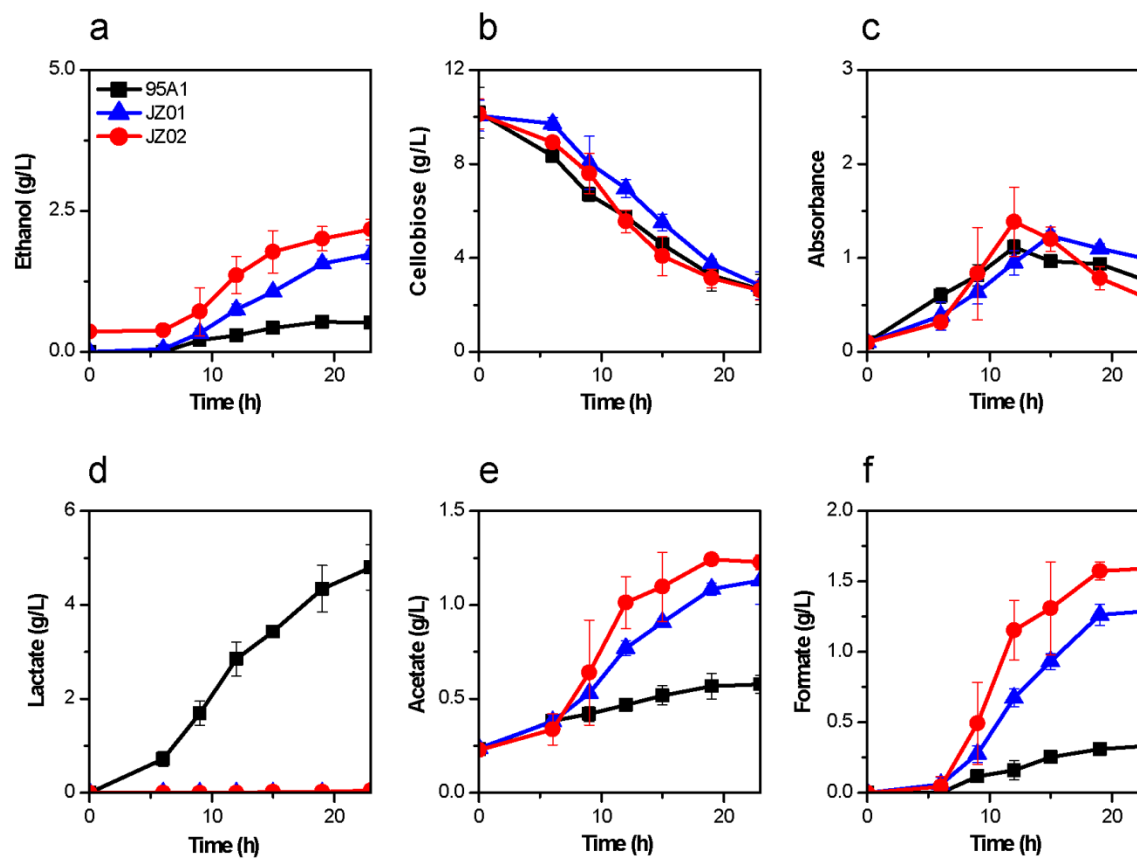 a
5.0
2.5
0.0
Ethanol (g/L)
95A1
JZ01
JZ02
0 10 20
Time (h)
b
12
8
4
0
Cellobiose (g/L)
0 10 20
Time (h)
c
3
2
1
0
Absorbance
0 10 20
Time (h)
d
6
4
2
0
Lactate (g/L)
0 10 20
Time (h)
e
1.5
1.0
0.5
0.0
Acetate (g/L)
0 10 20
Time (h)
f
2.0
1.5
1.0
0.5
0.0
Formate (g/L)
0 10 20
Time (h)